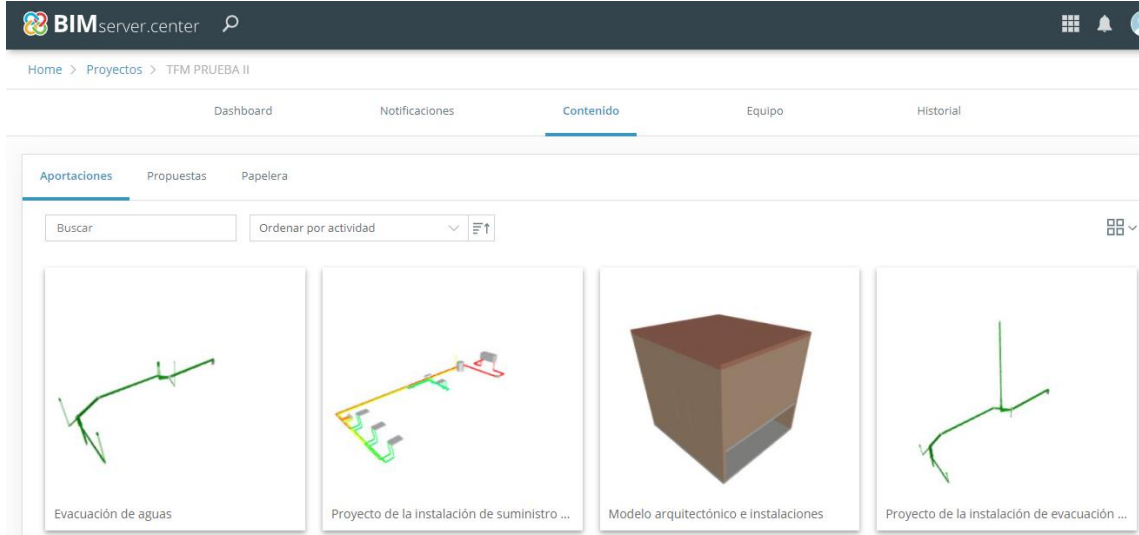 BIMserver.center
Home > Proyectos > TFM PRUEBA II
Dashboard Notificaciones Contenido Equipo Historial
Aportaciones Propuestas Papelera
Buscar Ordenar por actividad
Evacuación de aguas Proyecto de la instalación de suministro ... Modelo arquitectónico e instalaciones Proyecto de la instalación de evacuación ...